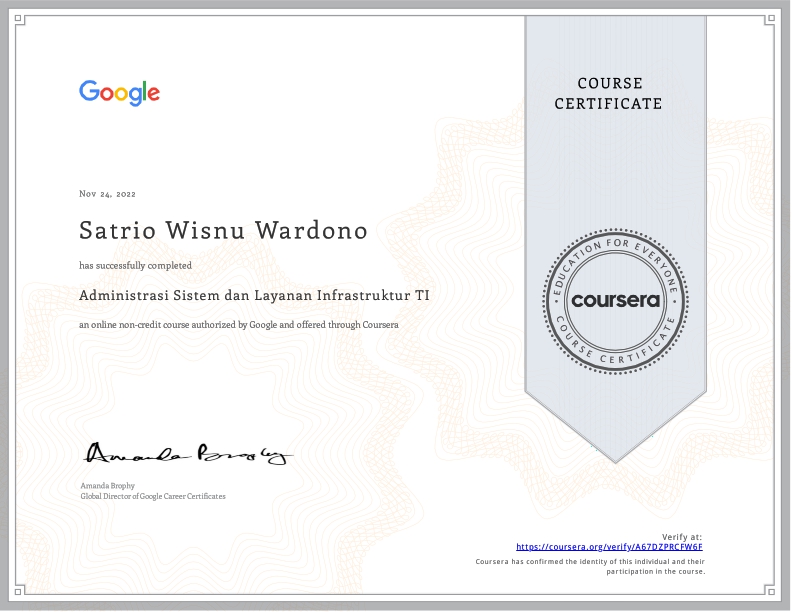 Google
COURSE
CERTIFICATE
Nov 24, 2022
Satrio Wisnu Wardono
has successfully completed
Administrasi Sistem dan Layanan Infrastruktur TI
an online non-credit course authorized by Google and offered through Coursera
EDUCATION FOR EVERYONE
coursera
COURSE CERTIFICATE
Amanda Brophy
Amanda Brophy
Global Director of Google Career Certificates
Verify at:
https://coursera.org/verify/A67DZPRCFW6F
Coursera has confirmed the identity of this individual and their
participation in the course.